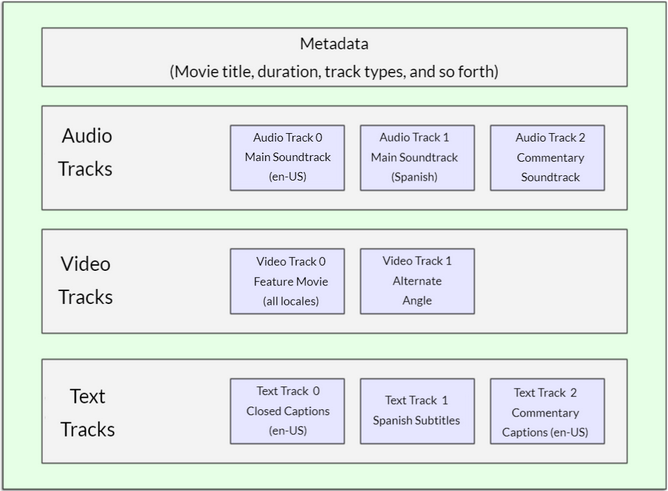 Metadata
(Movie title, duration, track types, and so forth)
Audio
Tracks
Audio Track 0
Main Soundtrack
(en-US)
Audio Track 1
Main Soundtrack
(Spanish)
Audio Track 2
Commentary
Soundtrack
Video
Tracks
Video Track 0
Feature Movie
(all locales)
Video Track 1
Alternate
Angle
Text
Tracks
Text Track 0
Closed Captions
(en-US)
Text Track 1
Spanish Subtitles
Text Track 2
Commentary
Captions (en-US)